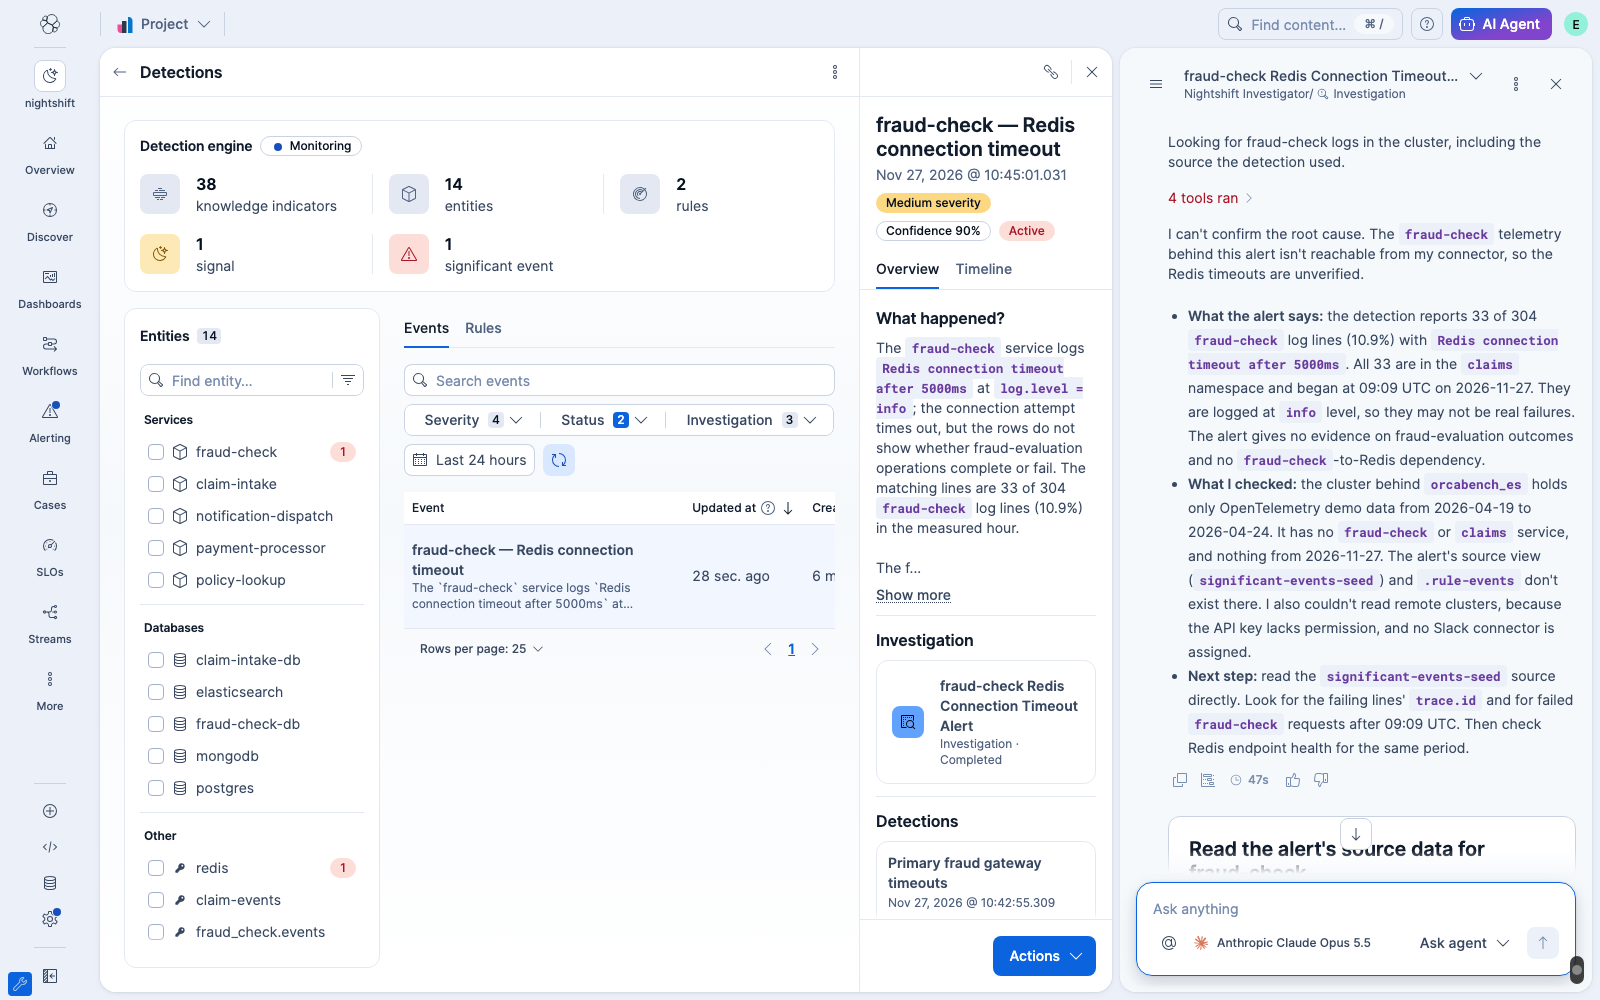 Project
Find content...
⌘ /
AI Agent
E
nightshift
Overview
Discover
Dashboards
Workflows
Alerting
Cases
SLOs
Streams
More
Detections
Detection engine
Monitoring
38
knowledge indicators
14
entities
2
rules
1
signal
1
significant event
Entities 14
Find entity...
Services
fraud-check 1
claim-intake
notification-dispatch
payment-processor
policy-lookup
Databases
claim-intake-db
elasticsearch
fraud-check-db
mongodb
postgres
Other
redis 1
claim-events
fraud_check.events
Events Rules
Search events
Severity 4
Status 2
Investigation 3
Last 24 hours
Event Updated at Crea
fraud-check — Redis connection
timeout
The `fraud-check` service logs `Redis
connection timeout after 5000ms` at...
28 sec. ago
6 m
Rows per page: 25
1
fraud-check — Redis
connection timeout
Nov 27, 2026 @ 10:45:01.031
Medium severity
Confidence 90%
Active
Overview Timeline
What happened?
The fraud-check service logs
Redis connection timeout
after 5000ms at log.level =
info ; the connection attempt
times out, but the rows do not
show whether fraud-evaluation
operations complete or fail. The
matching lines are 33 of 304
fraud-check log lines (10.9%)
in the measured hour.
The f...
Show more
Investigation
fraud-check Redis
Connection Timeout
Alert
Investigation ·
Completed
Detections
Primary fraud gateway
timeouts
Nov 27, 2026 @ 10:42:55.309
Actions
fraud-check Redis Connection Timeout...
Nightshift Investigator/ Investigation
Looking for fraud-check logs in the cluster, including the
source the detection used.
4 tools ran
I can't confirm the root cause. The fraud-check telemetry
behind this alert isn't reachable from my connector, so the
Redis timeouts are unverified.
• What the alert says: the detection reports 33 of 304
fraud-check log lines (10.9%) with Redis connection
timeout after 5000ms . All 33 are in the claims
namespace and began at 09:09 UTC on 2026-11-27. They
are logged at info level, so they may not be real failures.
The alert gives no evidence on fraud-evaluation outcomes
and no fraud-check -to-Redis dependency.
• What I checked: the cluster behind orcabench_es holds
only OpenTelemetry demo data from 2026-04-19 to
2026-04-24. It has no fraud-check or claims service,
and nothing from 2026-11-27. The alert's source view
( significant-events-seed ) and .rule-events don't
exist there. I also couldn't read remote clusters, because
the API key lacks permission, and no Slack connector is
assigned.
• Next step: read the significant-events-seed source
directly. Look for the failing lines' trace.id and for failed
fraud-check requests after 09:09 UTC. Then check
Redis endpoint health for the same period.
47s
Read the alert's source data for
fraud-check
Ask anything
@
Anthropic Claude Opus 5.5
Ask agent